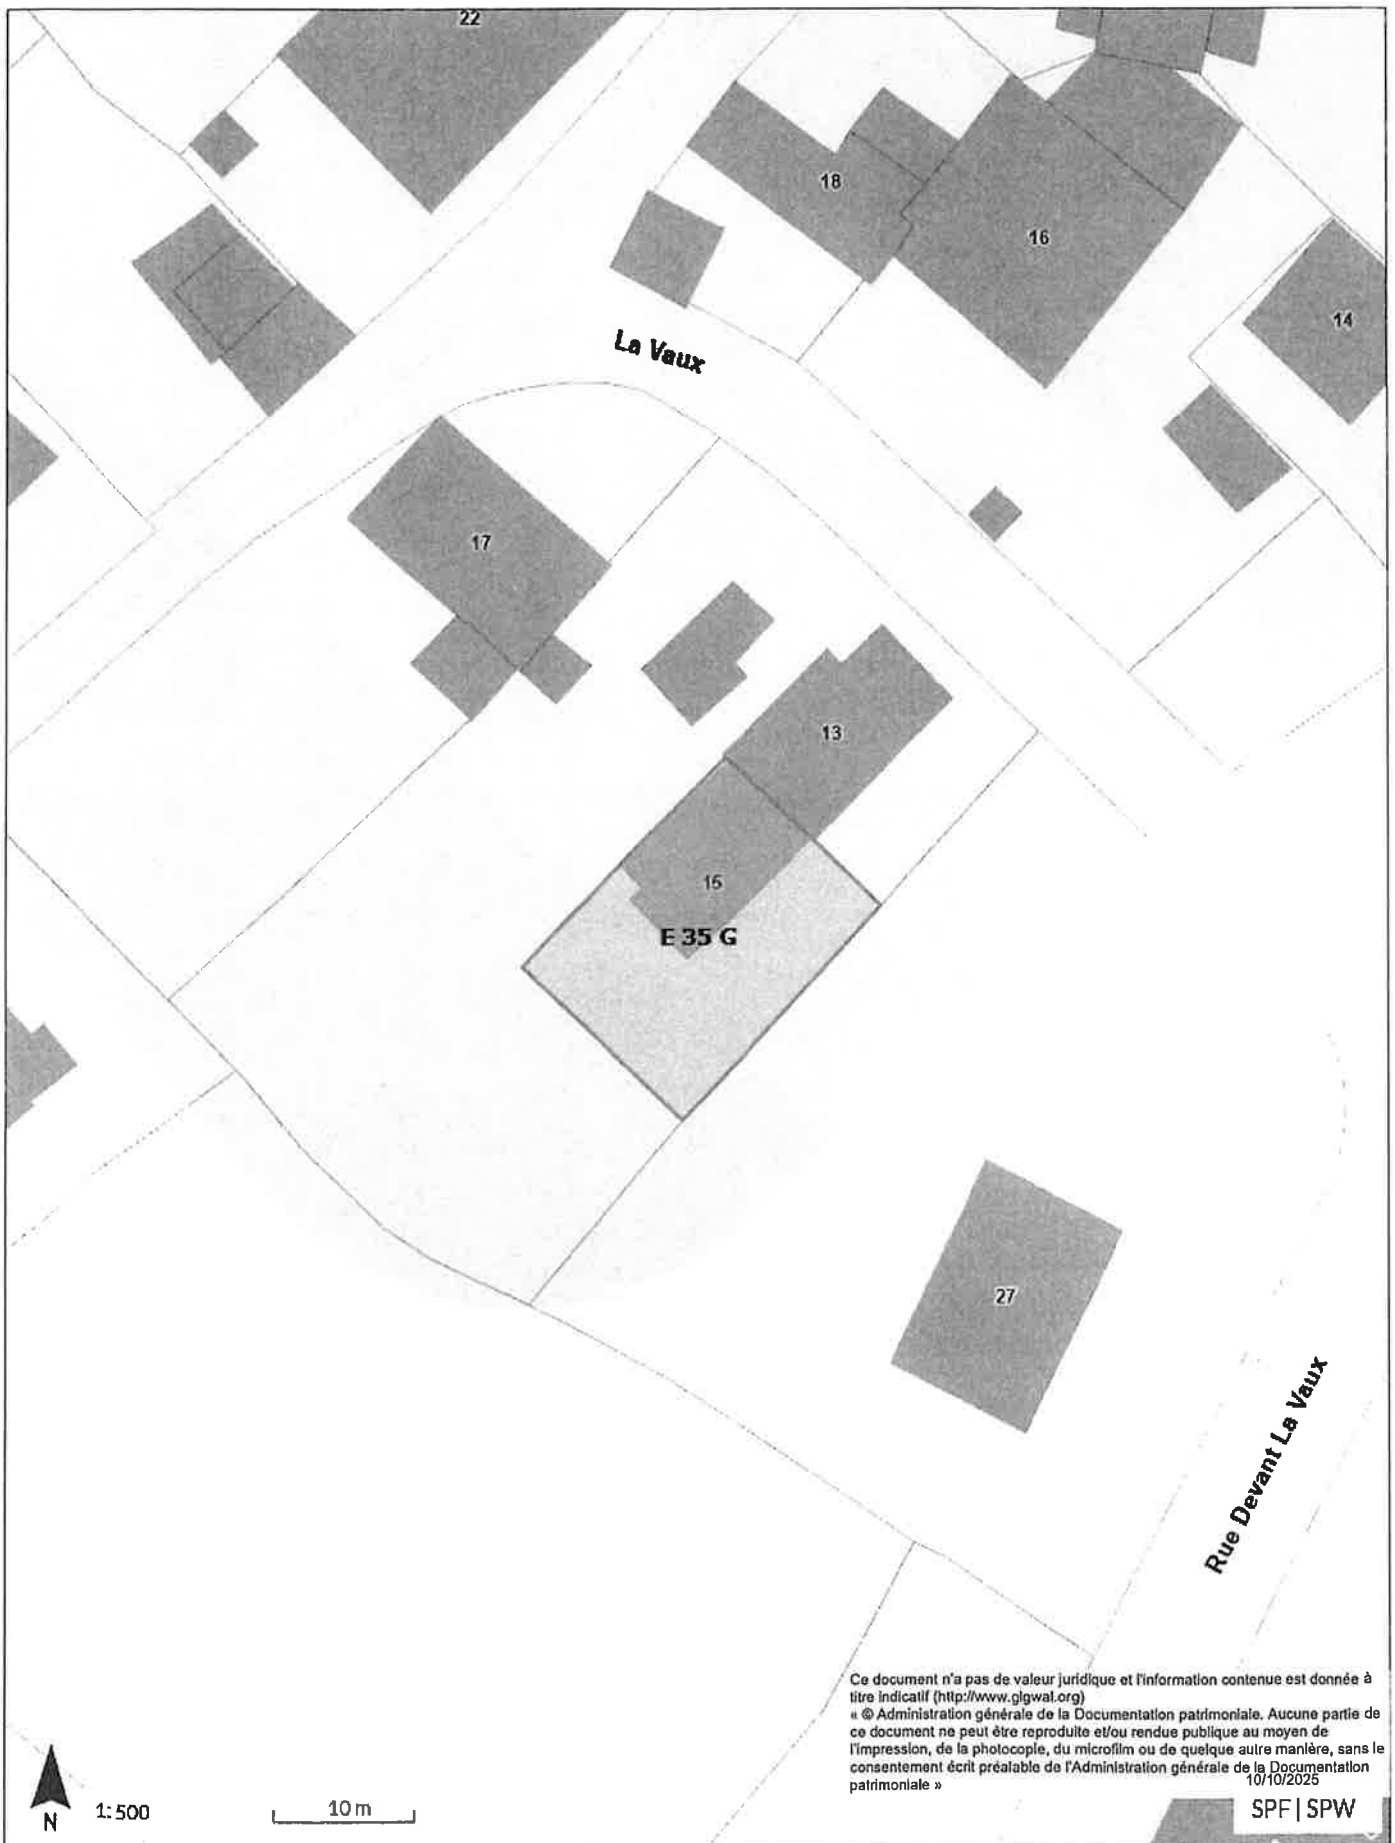 22
18
16
14
La Vaux
17
13
15
E 35 G
27
Rue Devant La Vaux
Ce document n'a pas de valeur juridique et l'information contenue est donnée à
titre indicatif (http://www.gigwal.org)
« © Administration générale de la Documentation patrimoniale. Aucune partie de
ce document ne peut être reproduite et/ou rendue publique au moyen de
l'impression, de la photocopie, du microfilm ou de quelque autre manière, sans le
consentement écrit préalable de l'Administration générale de la Documentation
patrimoniale »
10/10/2025
SPF | SPW
N
1:500
10 m